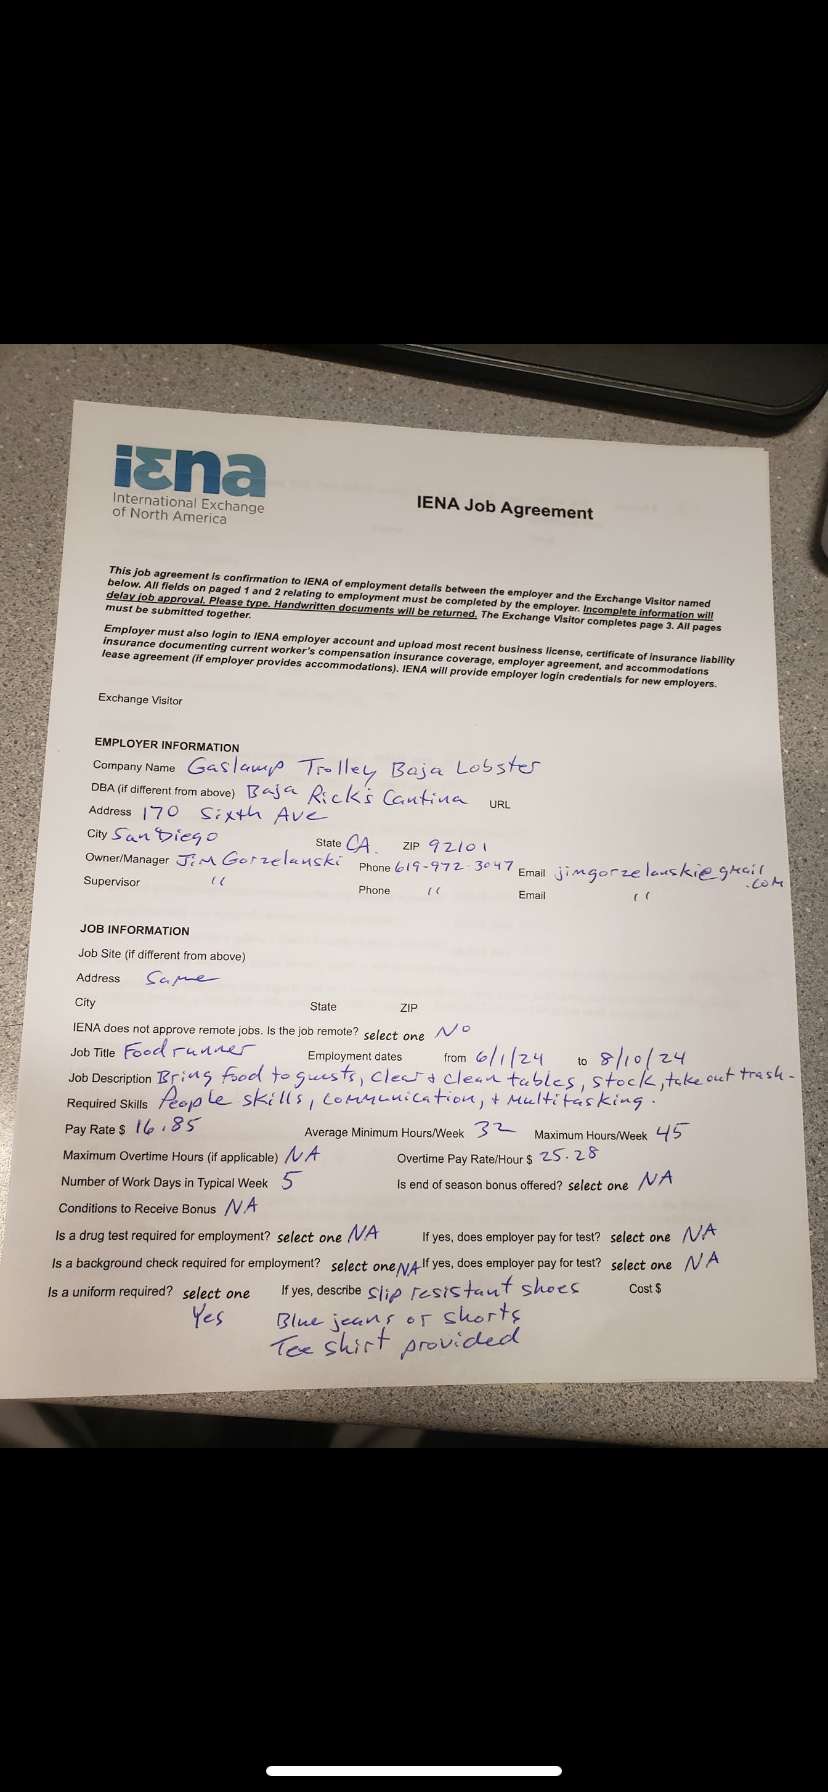 iena
International Exchange
of North America
IENA Job Agreement
This job agreement is confirmation to IENA of employment details between the employer and the Exchange Visitor named
below. All fields on paged 1 and 2 relating to employment must be completed by the employer. Incomplete information will
delay job approval. Please type. Handwritten documents will be returned. The Exchange Visitor completes page 3. All pages
must be submitted together.
Employer must also login to IENA employer account and upload most recent business license, certificate of insurance liability
insurance documenting current worker's compensation insurance coverage, employer agreement, and accommodations
lease agreement (if employer provides accommodations). IENA will provide employer login credentials for new employers.
Exchange Visitor
EMPLOYER INFORMATION
Company Name Gaslamp Trolley Baja Lobster
DBA (if different from above) Baja Rick's Cantina URL
Address 170 Sixth Ave
City San Diego State CA. ZIP 92101
Owner/Manager Jim Gorzelanski Phone 619-972-3047 Email jimgorzelanski@gmail.com
Supervisor " Phone " Email "
JOB INFORMATION
Job Site (if different from above)
Address Same
City State ZIP
IENA does not approve remote jobs. Is the job remote? select one No
Job Title Food runner Employment dates from 6/1/24 to 8/10/24
Job Description Bring food to guests, clear + clean tables, stock, take out trash-
Required Skills People skills, communication, + multitasking.
Pay Rate $ 16.85 Average Minimum Hours/Week 32 Maximum Hours/Week 45
Maximum Overtime Hours (if applicable) NA Overtime Pay Rate/Hour $ 25.28
Number of Work Days in Typical Week 5 Is end of season bonus offered? select one NA
Conditions to Receive Bonus NA
Is a drug test required for employment? select one NA If yes, does employer pay for test? select one NA
Is a background check required for employment? select one NA If yes, does employer pay for test? select one NA
Is a uniform required? select one If yes, describe slip resistant shoes Cost $
Yes Blue jeans or shorts
Tee shirt provided